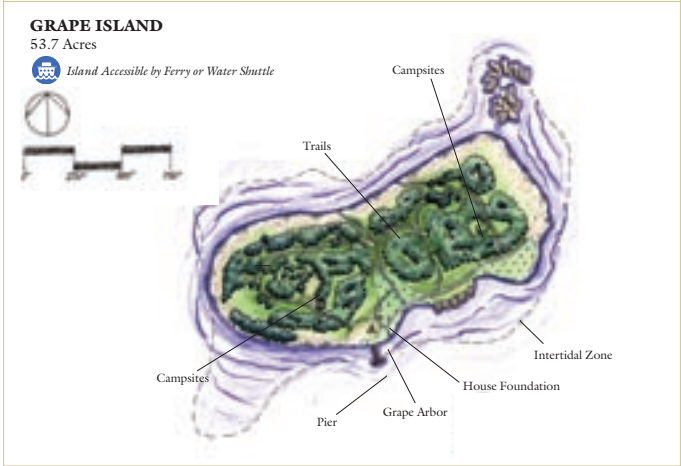 GRAPE ISLAND
53.7 Acres
Island Accessible by Ferry or Water Shuttle
Campsites
Trails
Intertidal Zone
Campsites
House Foundation
Grape Arbor
Pier